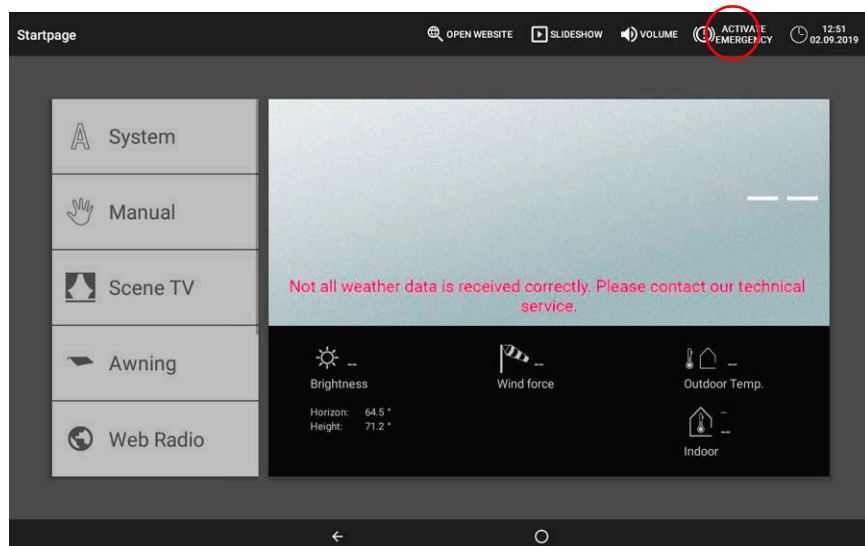 Startpage
OPEN WEBSITE
SLIDESHOW
VOLUME
ACTIVATE
EMERGENCY
12:51
02.09.2019
System
Manual
Scene TV
Awning
Web Radio
-- --
Not all weather data is received correctly. Please contact our technical
service.
--
Brightness
Horizon: 64.5 °
Height: 71.2 °
--
Wind force
--
Outdoor Temp.
--
--
Indoor